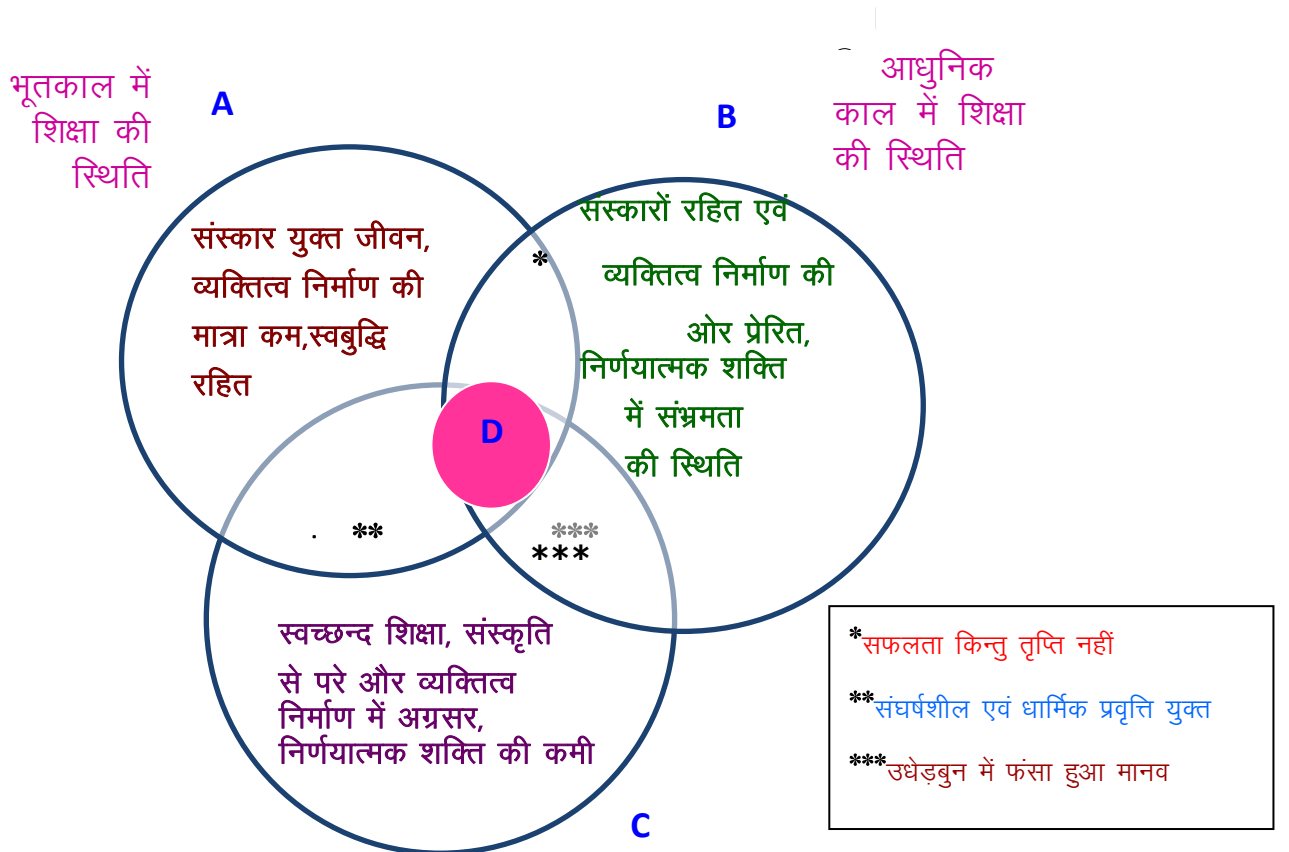 भूतकाल में
शिक्षा की
स्थिति
A
B
आधुनिक
काल में शिक्षा
की स्थिति
संस्कार युक्त जीवन,
व्यक्तित्व निर्माण की
मात्रा कम,स्वबुद्धि
रहित
*
संस्कारों रहित एवं
व्यक्तित्व निर्माण की
ओर प्रेरित,
निर्णयात्मक शक्ति
में संभ्रमता
की स्थिति
D
. **
***
***
स्वच्छन्द शिक्षा, संस्कृति
से परे और व्यक्तित्व
निर्माण में अग्रसर,
निर्णयात्मक शक्ति की कमी
C
*सफलता किन्तु तृप्ति नहीं
**संघर्षशील एवं धार्मिक प्रवृत्ति युक्त
***उधेड़बुन में फंसा हुआ मानव